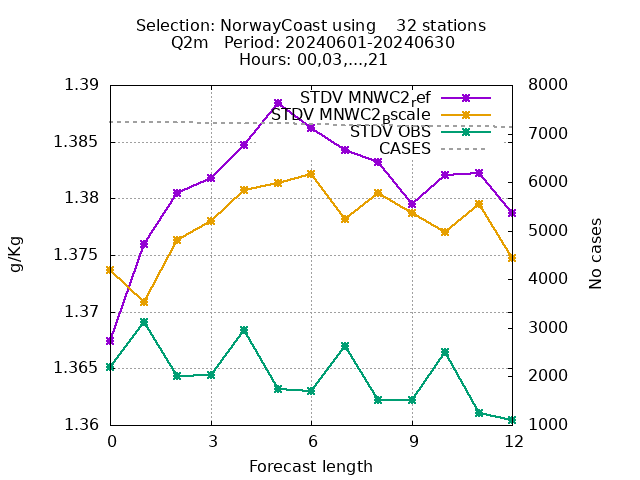 Selection: NorwayCoast using    32 stations
Q2m   Period: 20240601-20240630
Hours: 00,03,...,21
STDV MNWC2ref
STDV MNWC2Bscale
STDV OBS
CASES
1.39
1.385
1.38
1.375
1.37
1.365
1.36
8000
7000
6000
5000
4000
3000
2000
1000
g/Kg
No cases
0 3 6 9 12
Forecast length